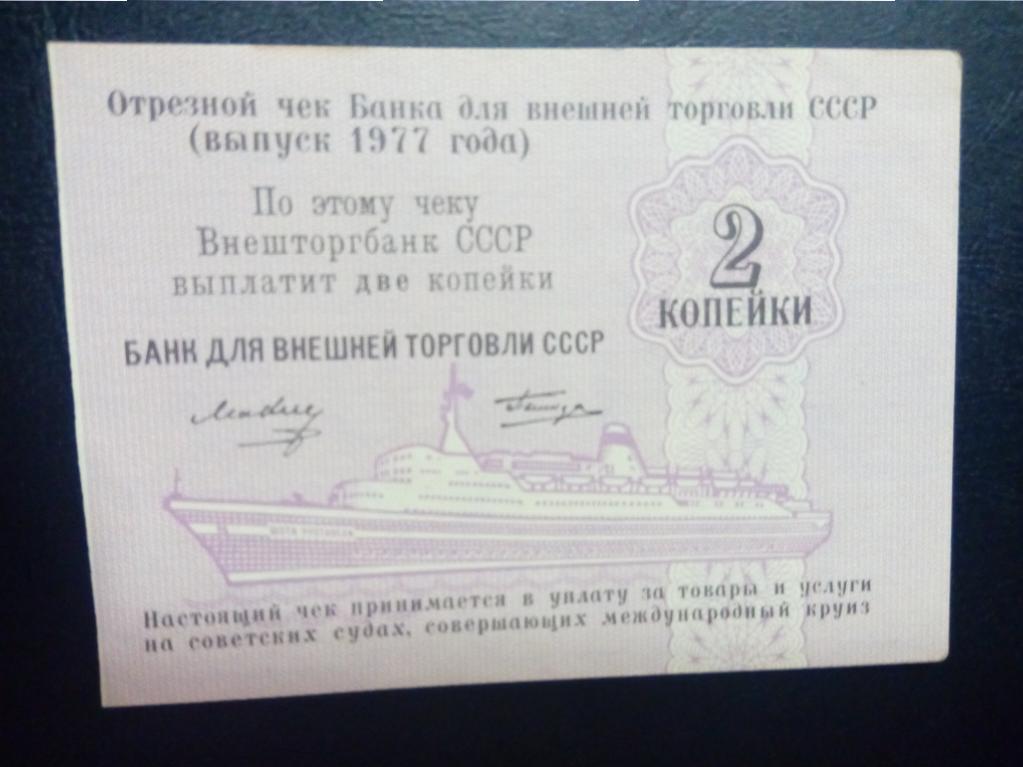 Отрезной чек Банка для внешней торговли СССР
(выпуск 1977 года)
По этому чеку
Внешторгбанк СССР
выплатит две копейки
2
КОПЕЙКИ
БАНК ДЛЯ ВНЕШНЕЙ ТОРГОВЛИ СССР
Настоящий чек принимается в уплату за товары и услуги
на советских судах, совершающих международный круиз